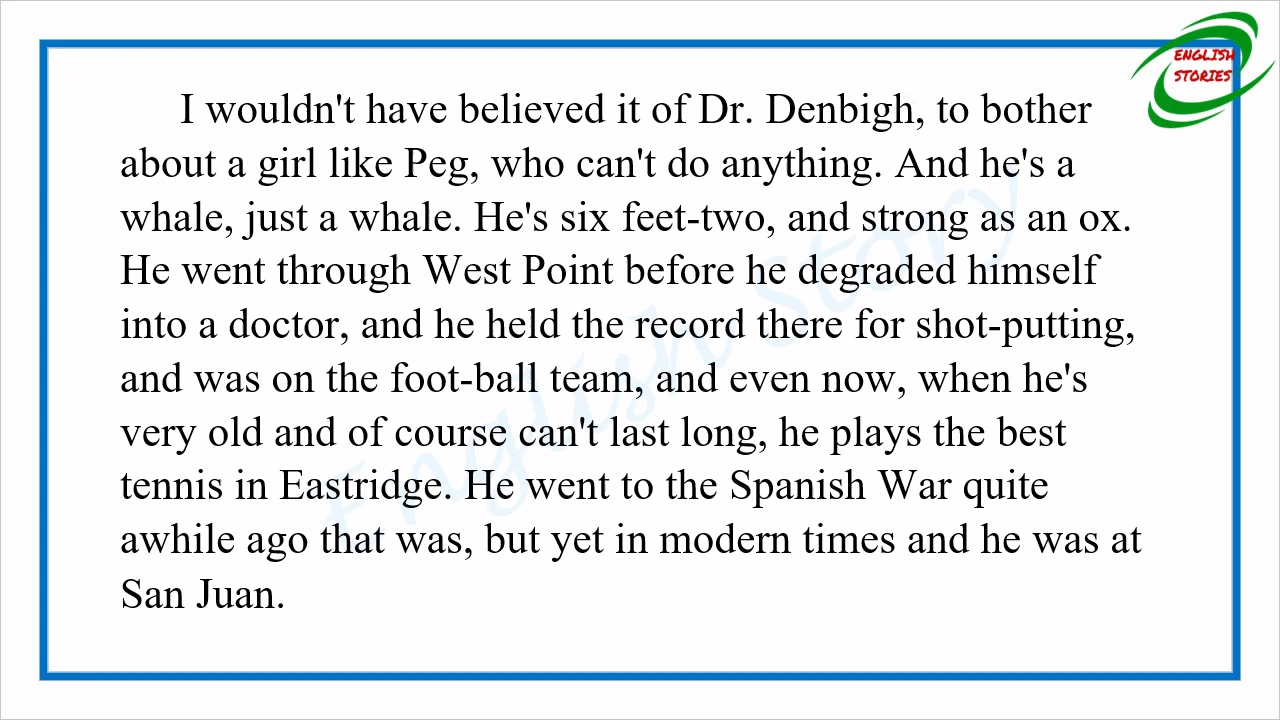 ENGLISH
STORIES
I wouldn't have believed it of Dr. Denbigh, to bother
about a girl like Peg, who can't do anything. And he's a
whale, just a whale. He's six feet-two, and strong as an ox.
He went through West Point before he degraded himself
into a doctor, and he held the record there for shot-putting,
and was on the foot-ball team, and even now, when he's
very old and of course can't last long, he plays the best
tennis in Eastridge. He went to the Spanish War quite
awhile ago that was, but yet in modern times and he was at
San Juan.
English Story